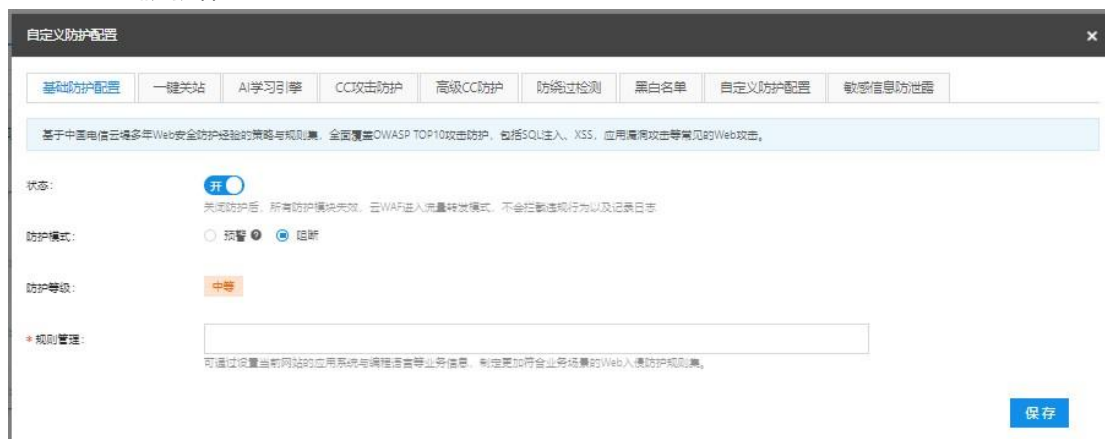 自定义防护配置 ×
基础防护配置 一键关站 AI学习引擎 CC攻击防护 高级CC防护 防绕过检测 黑白名单 自定义防护配置 敏感信息防泄露
基于中国电信云堤多年Web安全防护经验的策略与规则集，全面覆盖OWASP TOP10攻击防护，包括SQL注入、XSS，应用漏洞攻击等常见的Web攻击。
状态： 开
关闭防护后，所有防护模块失效，云WAF进入流量转发模式，不会拦截违规行为以及记录日志
防护模式： 预警 ? 阻断
防护等级： 中等
* 规则管理：
可通过设置当前网站的应用系统与编程语言等业务信息，制定更加符合业务场景的Web入侵防护规则集。
保存